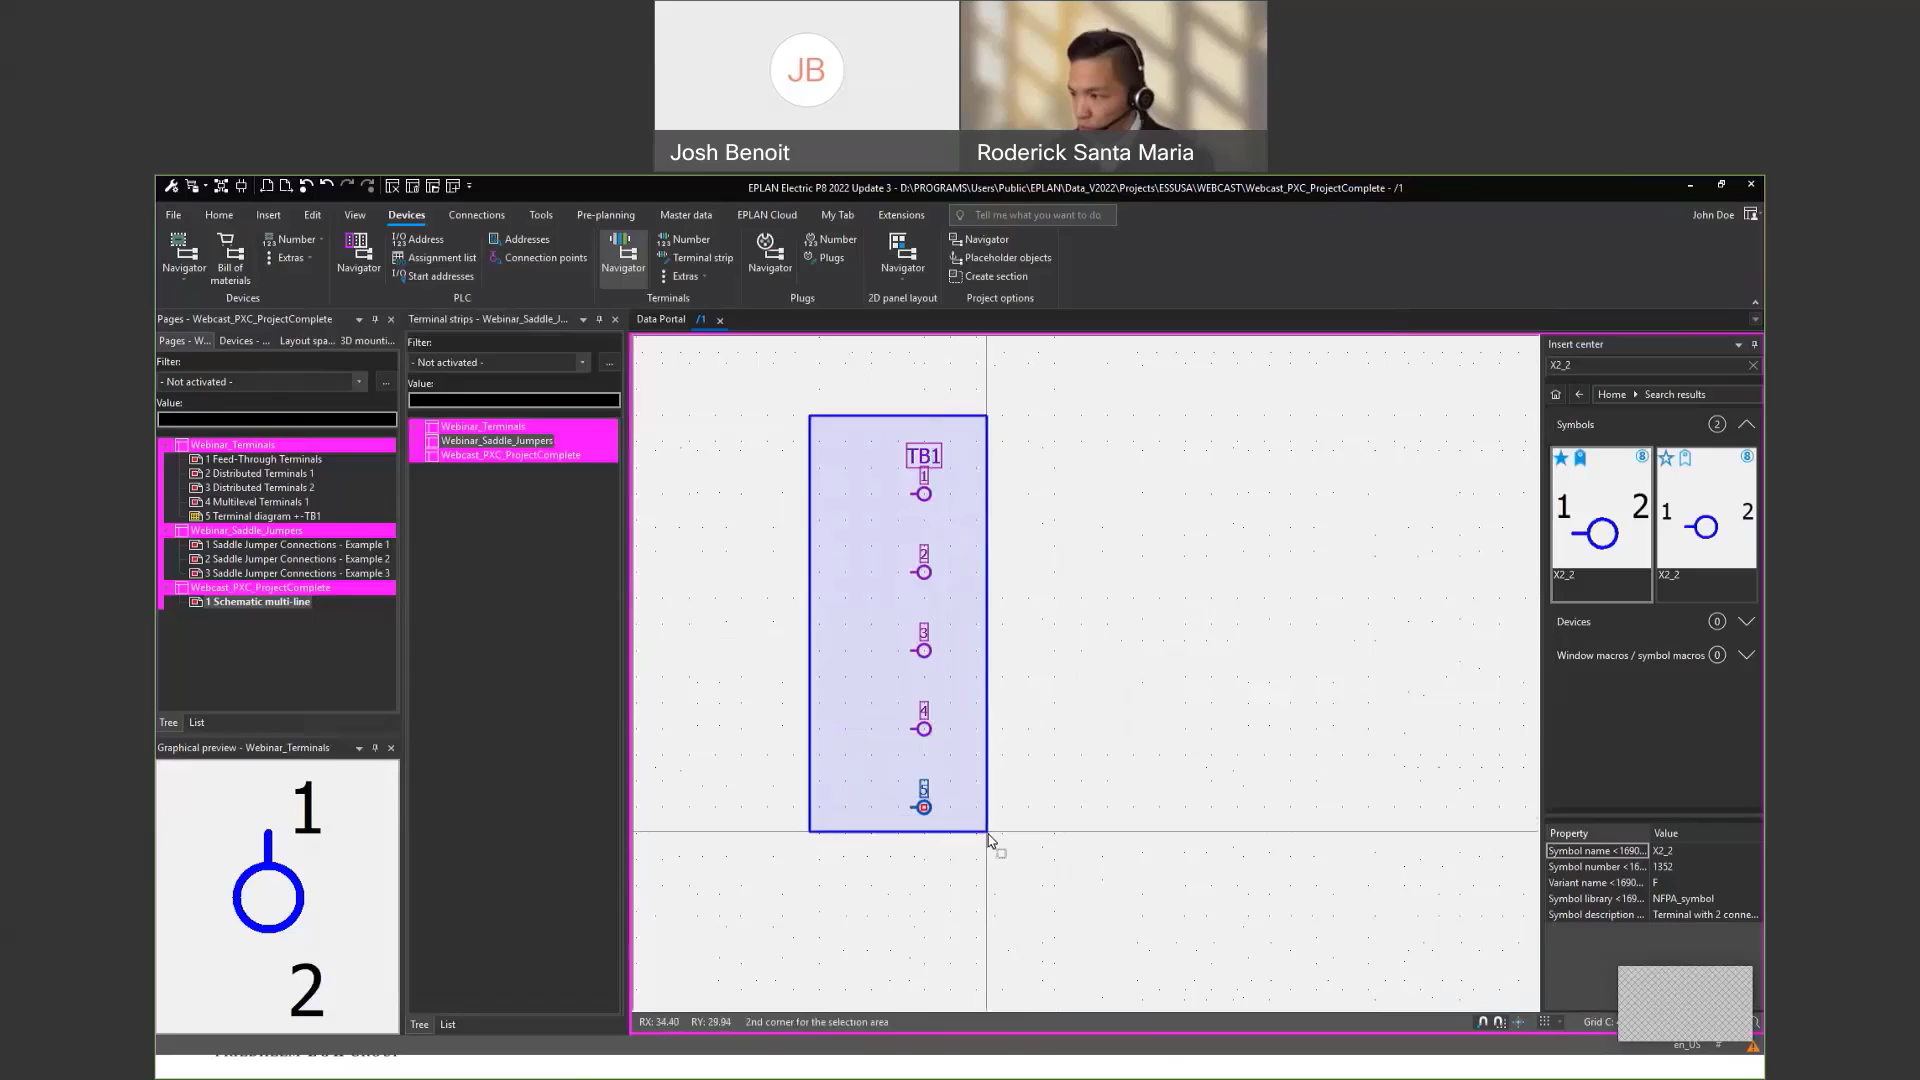 JB
Josh Benoit
Roderick Santa Maria
EPLAN Electric P8 2022 Update 3 - D:\PROGRAMS\Users\Public\EPLAN\Data_V2022\Projects\ESSUSA\WEBCAST\Webcast_PXC_ProjectComplete - /1
File Home Insert Edit View Devices Connections Tools Pre-planning Master data EPLAN Cloud My Tab Extensions Tell me what you want to do John Doe
Navigator Bill of materials Number Extras
Devices
Navigator Address Assignment list Start addresses Addresses Connection points
PLC
Navigator Number Terminal strip Extras
Terminals
Navigator Number Plugs
Plugs
Navigator
2D panel layout
Navigator
Placeholder objects
Create section
Project options
Pages - Webcast_PXC_ProjectComplete
Pages - W... Devices - ... Layout spa... 3D mounti...
Filter:
- Not activated - ...
Value:
Webinar_Terminals
1 Feed-Through Terminals
2 Distributed Terminals 1
3 Distributed Terminals 2
4 Multilevel Terminals 1
5 Terminal diagram +-TB1
Webinar_Saddle_Jumpers
1 Saddle Jumper Connections - Example 1
2 Saddle Jumper Connections - Example 2
3 Saddle Jumper Connections - Example 3
Webcast_PXC_ProjectComplete
1 Schematic multi-line
Tree List
Graphical preview - Webinar_Terminals
1
2
Terminal strips - Webinar_Saddle_J...
Filter:
- Not activated - ...
Value:
Webinar_Terminals
Webinar_Saddle_Jumpers
Webcast_PXC_ProjectComplete
Tree List
Data Portal /1
TB1
1
2
3
4
5
RX: 34.40 RY: 29.94 2nd corner for the selection area
Grid C:
Insert center
X2_2
Home Search results
Symbols 2
8 8
1 2 1 2
X2_2 X2_2
Devices 0
Window macros / symbol macros 0
Property Value
Symbol name <1690... X2_2
Symbol number <16... 1352
Variant name <1690... F
Symbol library <169... NFPA_symbol
Symbol description ... Terminal with 2 conne...
en_US #